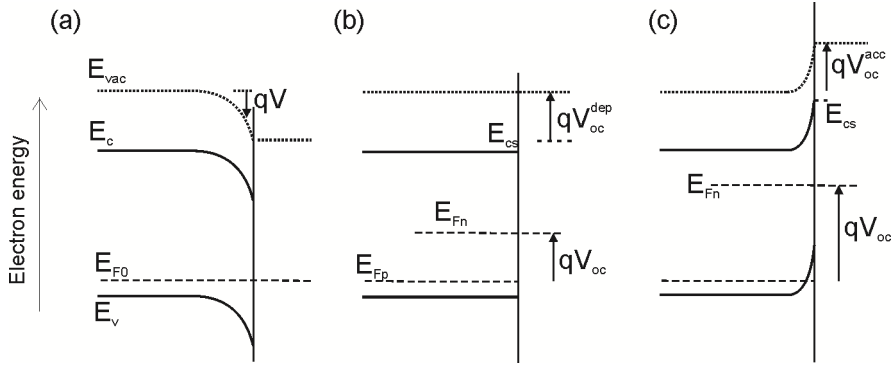 (a)
(b)
(c)
Electron energy
E_vac
qV
E_c
E_F0
E_v
qV_oc^dep
E_cs
E_Fn
E_Fp
qV_oc
qV_oc^acc
E_cs
E_Fn
qV_oc